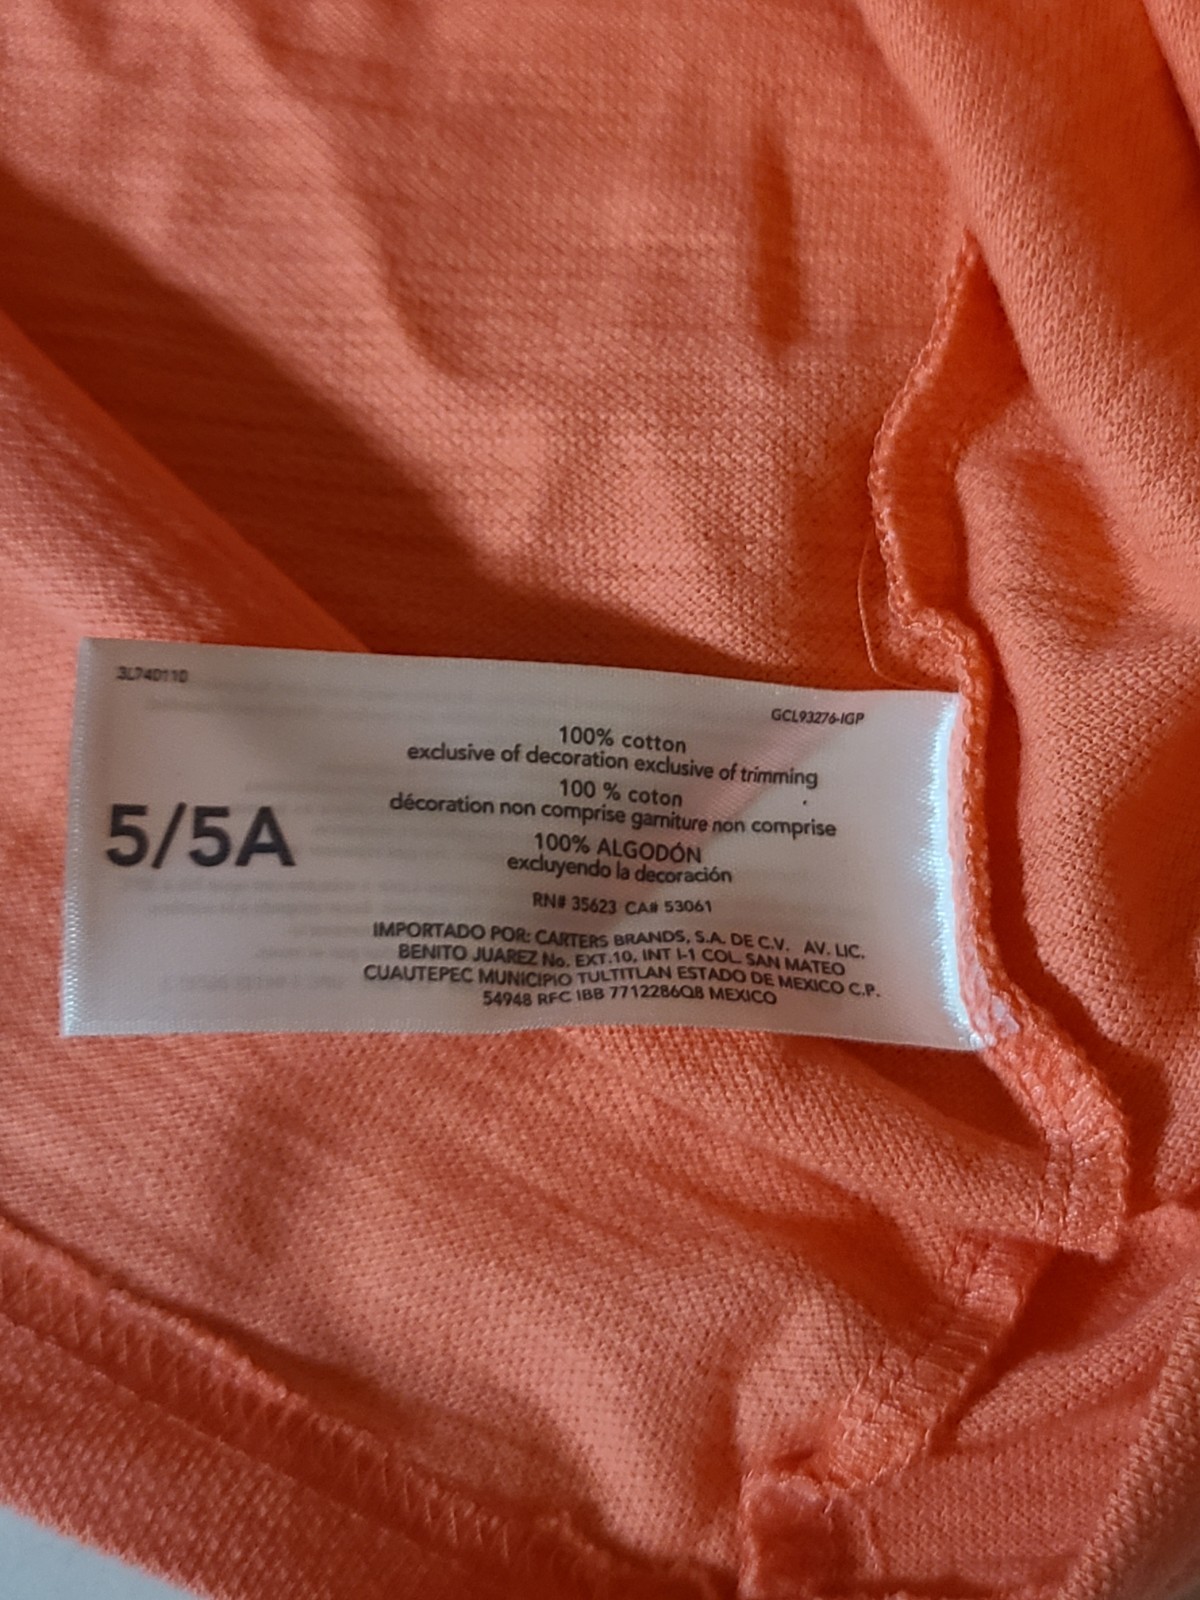 3L74D110
GCL93276-IGP
100% cotton
exclusive of decoration exclusive of trimming
100 % coton
décoration non comprise garniture non comprise
5/5A
100% ALGODÓN
excluyendo la decoración
RN# 35623 CA# 53061
IMPORTADO POR: CARTERS BRANDS, S.A. DE C.V. AV. LIC.
BENITO JUAREZ No. EXT.10, INT I-1 COL. SAN MATEO
CUAUTEPEC MUNICIPIO TULTITLAN ESTADO DE MEXICO C.P.
54948 RFC IBB 7712286Q8 MEXICO